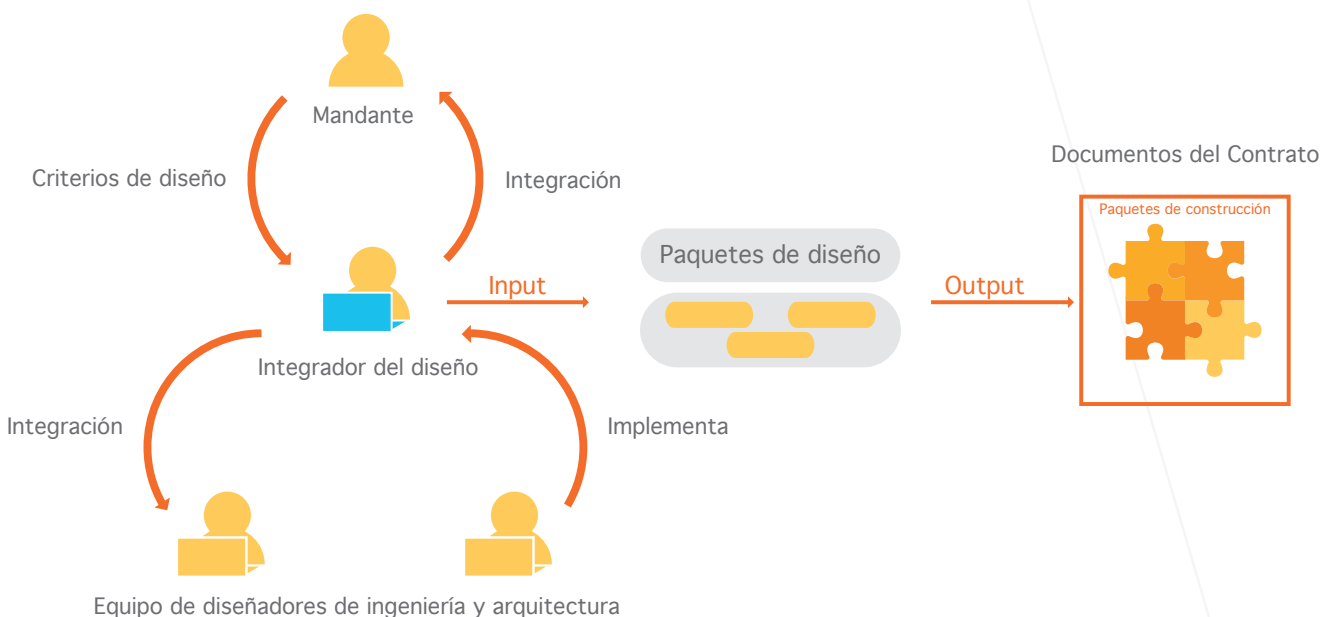 Mandante
Criterios de diseño
Integración
Integrador del diseño
Integración
Implementa
Equipo de diseñadores de ingeniería y arquitectura
Input
Paquetes de diseño
Output
Documentos del Contrato
Paquetes de construcción